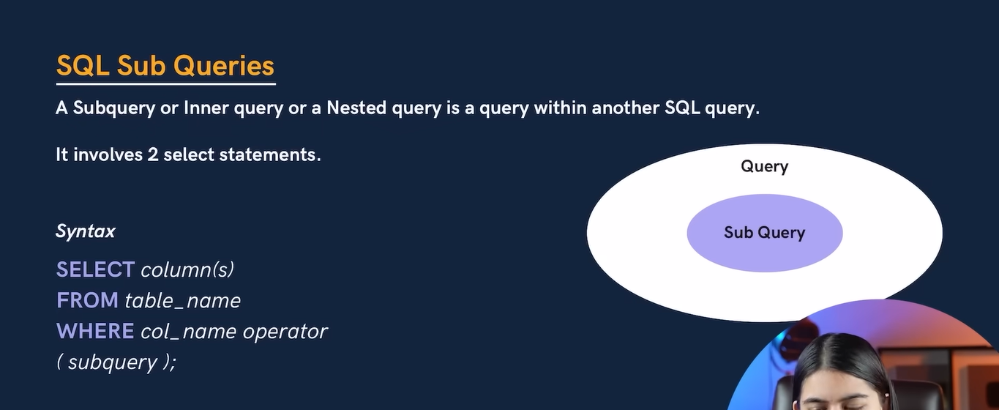 SQL Sub Queries
A Subquery or Inner query or a Nested query is a query within another SQL query.
It involves 2 select statements.
Query
Sub Query
Syntax
SELECT column(s)
FROM table_name
WHERE col_name operator
( subquery );